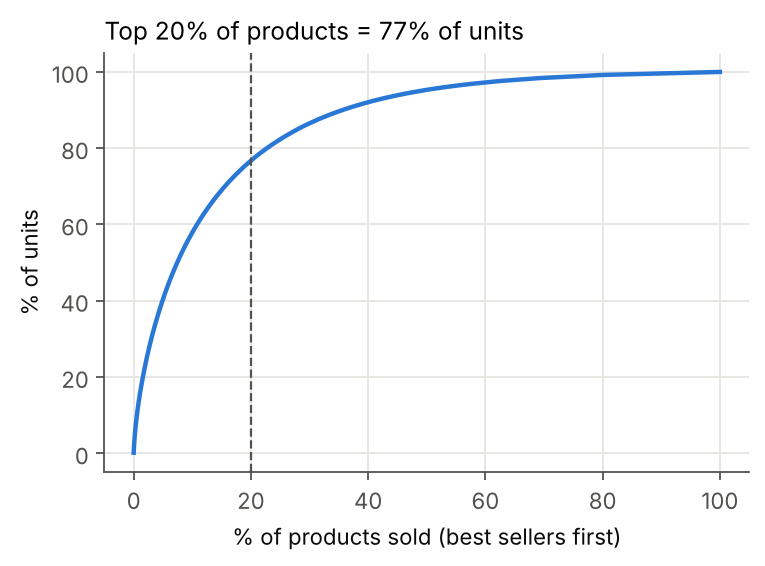 Top 20% of products = 77% of units
% of units
100
80
60
40
20
0
0 20 40 60 80 100
% of products sold (best sellers first)